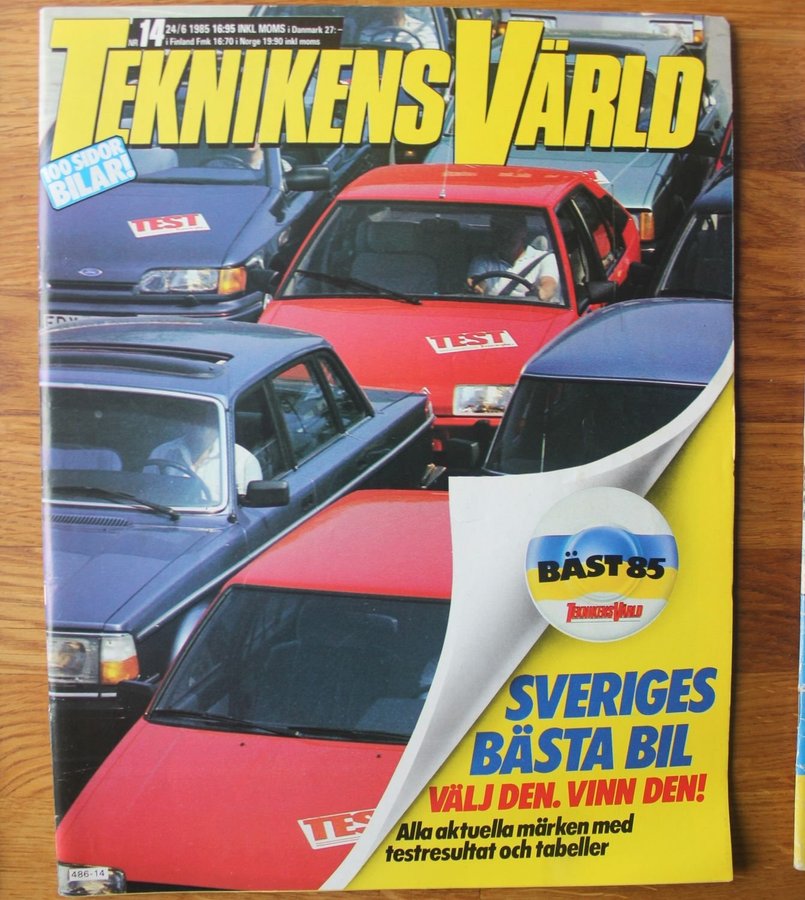 NR 14 24/6 1985 16:95 INKL MOMS i Danmark 27:-
i Finland Fmk 16:70 i Norge 19:90 inkl moms
TEKNIKENS VÄRLD
100 SIDOR
BILAR!
TEST
Ford
TEST
BÄST 85
TEKNIKENS VÄRLD
SVERIGES
BÄSTA BIL
VÄLJ DEN. VINN DEN!
TEST
Alla aktuella märken med
testresultat och tabeller
486-14